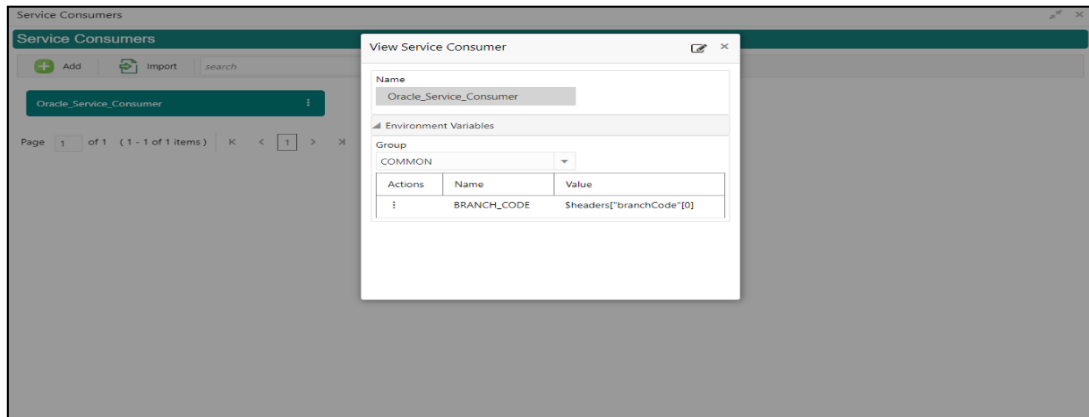 Service Consumers
Service Consumers
Add Import search
Oracle_Service_Consumer
Page 1 of 1 ( 1 - 1 of 1 items ) K < 1 > >|
View Service Consumer
Name
Oracle_Service_Consumer
Environment Variables
Group
COMMON
Actions Name Value
BRANCH_CODE $headers["branchCode"[0]